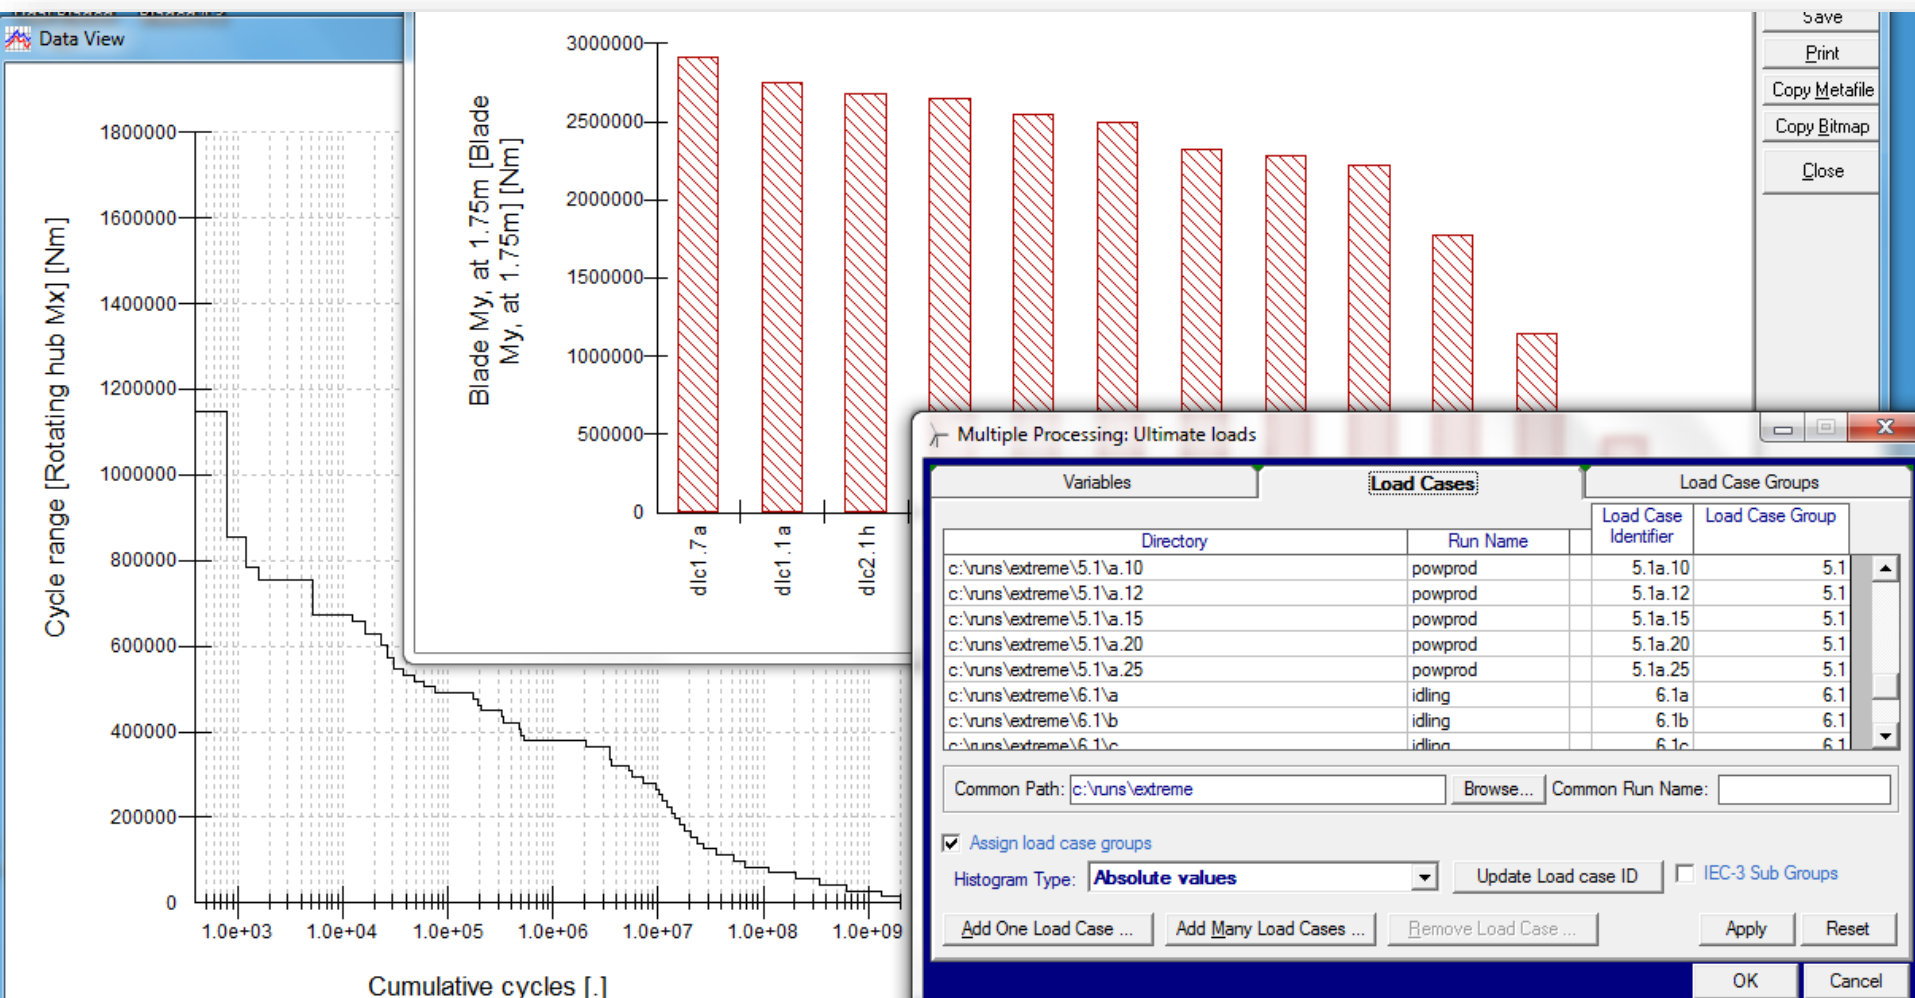 Data View
1800000
1600000
1400000
1200000
1000000
800000
600000
400000
200000
0
Cycle range [Rotating hub Mx] [Nm]
1.0e+03 1.0e+04 1.0e+05 1.0e+06 1.0e+07 1.0e+08 1.0e+09
Cumulative cycles [.]
3000000
2500000
2000000
1500000
1000000
500000
0
Blade My, at 1.75m [Blade
My, at 1.75m] [Nm]
dlc1.7a
dlc1.1a
dlc2.1h
Save
Print
Copy Metafile
Copy Bitmap
Close
Multiple Processing: Ultimate loads
Variables Load Cases Load Case Groups
Directory Run Name Load Case Identifier Load Case Group
c:\runs\extreme\5.1\a.10 powprod 5.1a.10 5.1
c:\runs\extreme\5.1\a.12 powprod 5.1a.12 5.1
c:\runs\extreme\5.1\a.15 powprod 5.1a.15 5.1
c:\runs\extreme\5.1\a.20 powprod 5.1a.20 5.1
c:\runs\extreme\5.1\a.25 powprod 5.1a.25 5.1
c:\runs\extreme\6.1\a idling 6.1a 6.1
c:\runs\extreme\6.1\b idling 6.1b 6.1
c:\runs\extreme\6.1\c idling 6.1c 6.1
Common Path: c:\runs\extreme Browse... Common Run Name:
Assign load case groups
Histogram Type: Absolute values Update Load case ID IEC-3 Sub Groups
Add One Load Case ... Add Many Load Cases ... Remove Load Case ... Apply Reset
OK Cancel